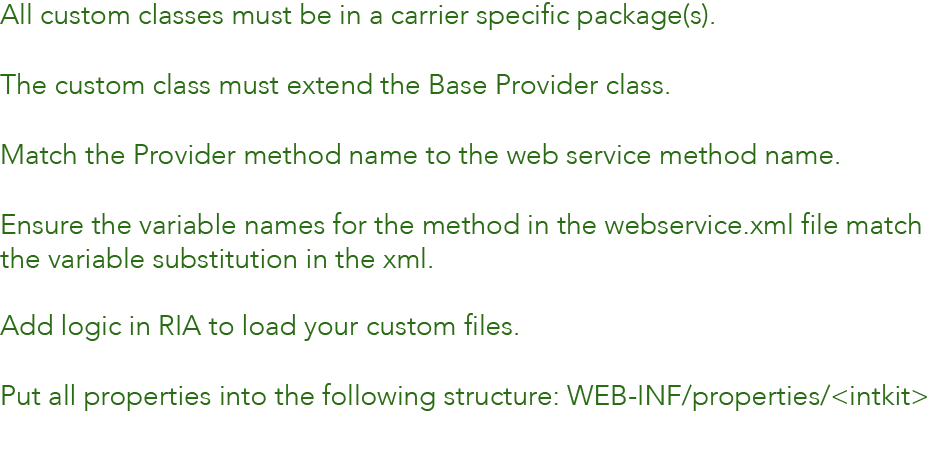 All custom classes must be in a carrier specific package(s).
The custom class must extend the Base Provider class.
Match the Provider method name to the web service method name.
Ensure the variable names for the method in the webservice.xml file match
the variable substitution in the xml.
Add logic in RIA to load your custom files.
Put all properties into the following structure: WEB-INF/properties/<intkit>